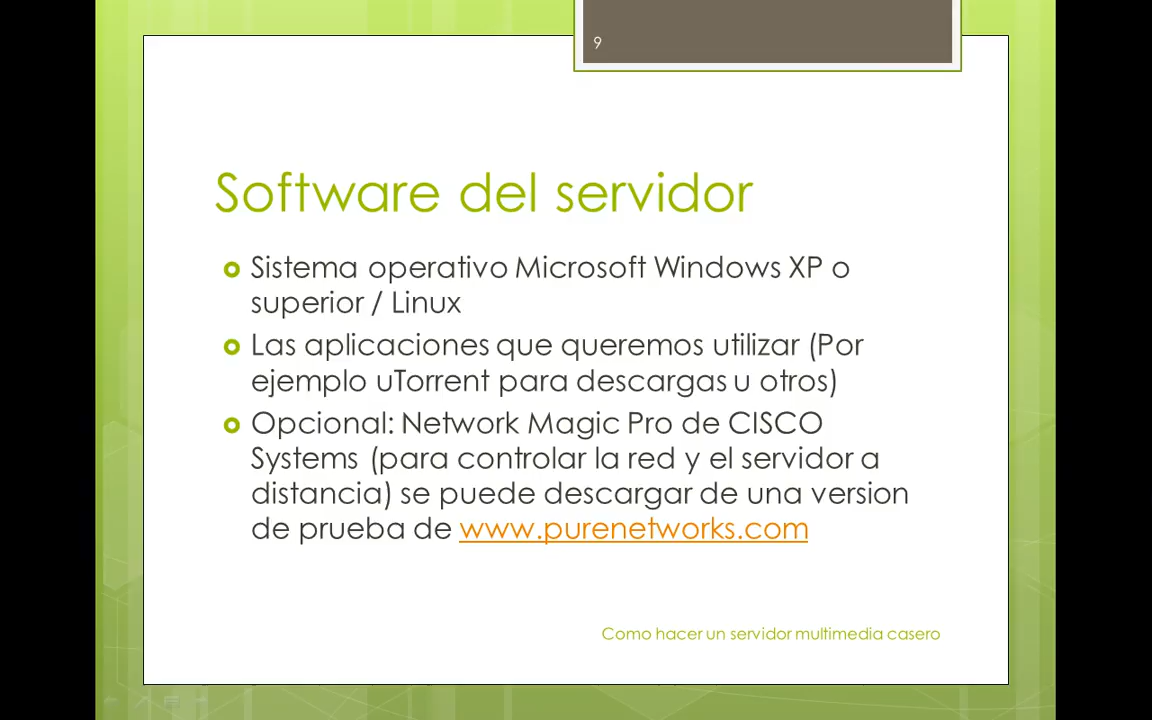 9
Software del servidor
Sistema operativo Microsoft Windows XP o
superior / Linux
Las aplicaciones que queremos utilizar (Por
ejemplo uTorrent para descargas u otros)
Opcional: Network Magic Pro de CISCO
Systems (para controlar la red y el servidor a
distancia) se puede descargar de una version
de prueba de www.purenetworks.com
Como hacer un servidor multimedia casero